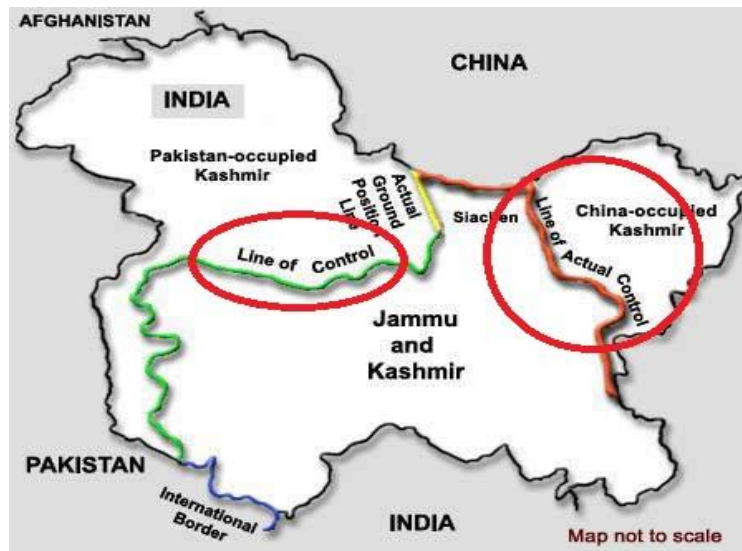 AFGHANISTAN
CHINA
INDIA
Pakistan-occupied
Kashmir
Actual
Ground
Position
Line
Siachen
China-occupied
Kashmir
Line of Control
Line of Actual Control
Jammu
and
Kashmir
PAKISTAN
International
Border
INDIA
Map not to scale